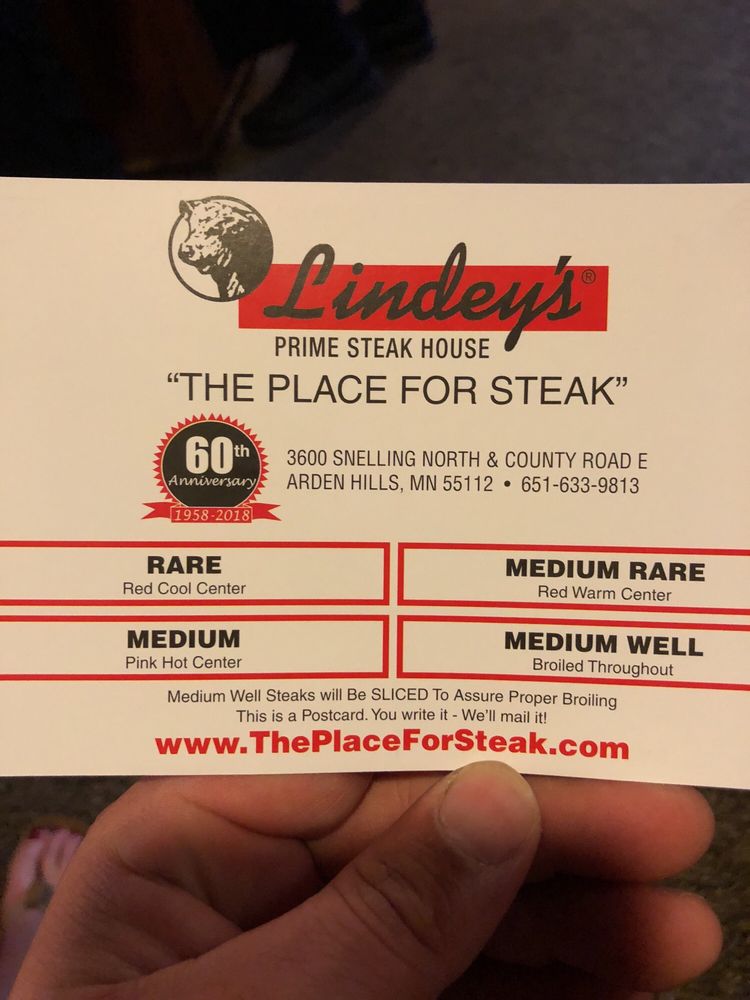 Lindey's®
PRIME STEAK HOUSE
“THE PLACE FOR STEAK”
60th
Anniversary
1958-2018
3600 SNELLING NORTH & COUNTY ROAD E
ARDEN HILLS, MN 55112 • 651-633-9813
RARE
Red Cool Center
MEDIUM RARE
Red Warm Center
MEDIUM
Pink Hot Center
MEDIUM WELL
Broiled Throughout
Medium Well Steaks will Be SLICED To Assure Proper Broiling
This is a Postcard. You write it - We'll mail it!
www.ThePlaceForSteak.com